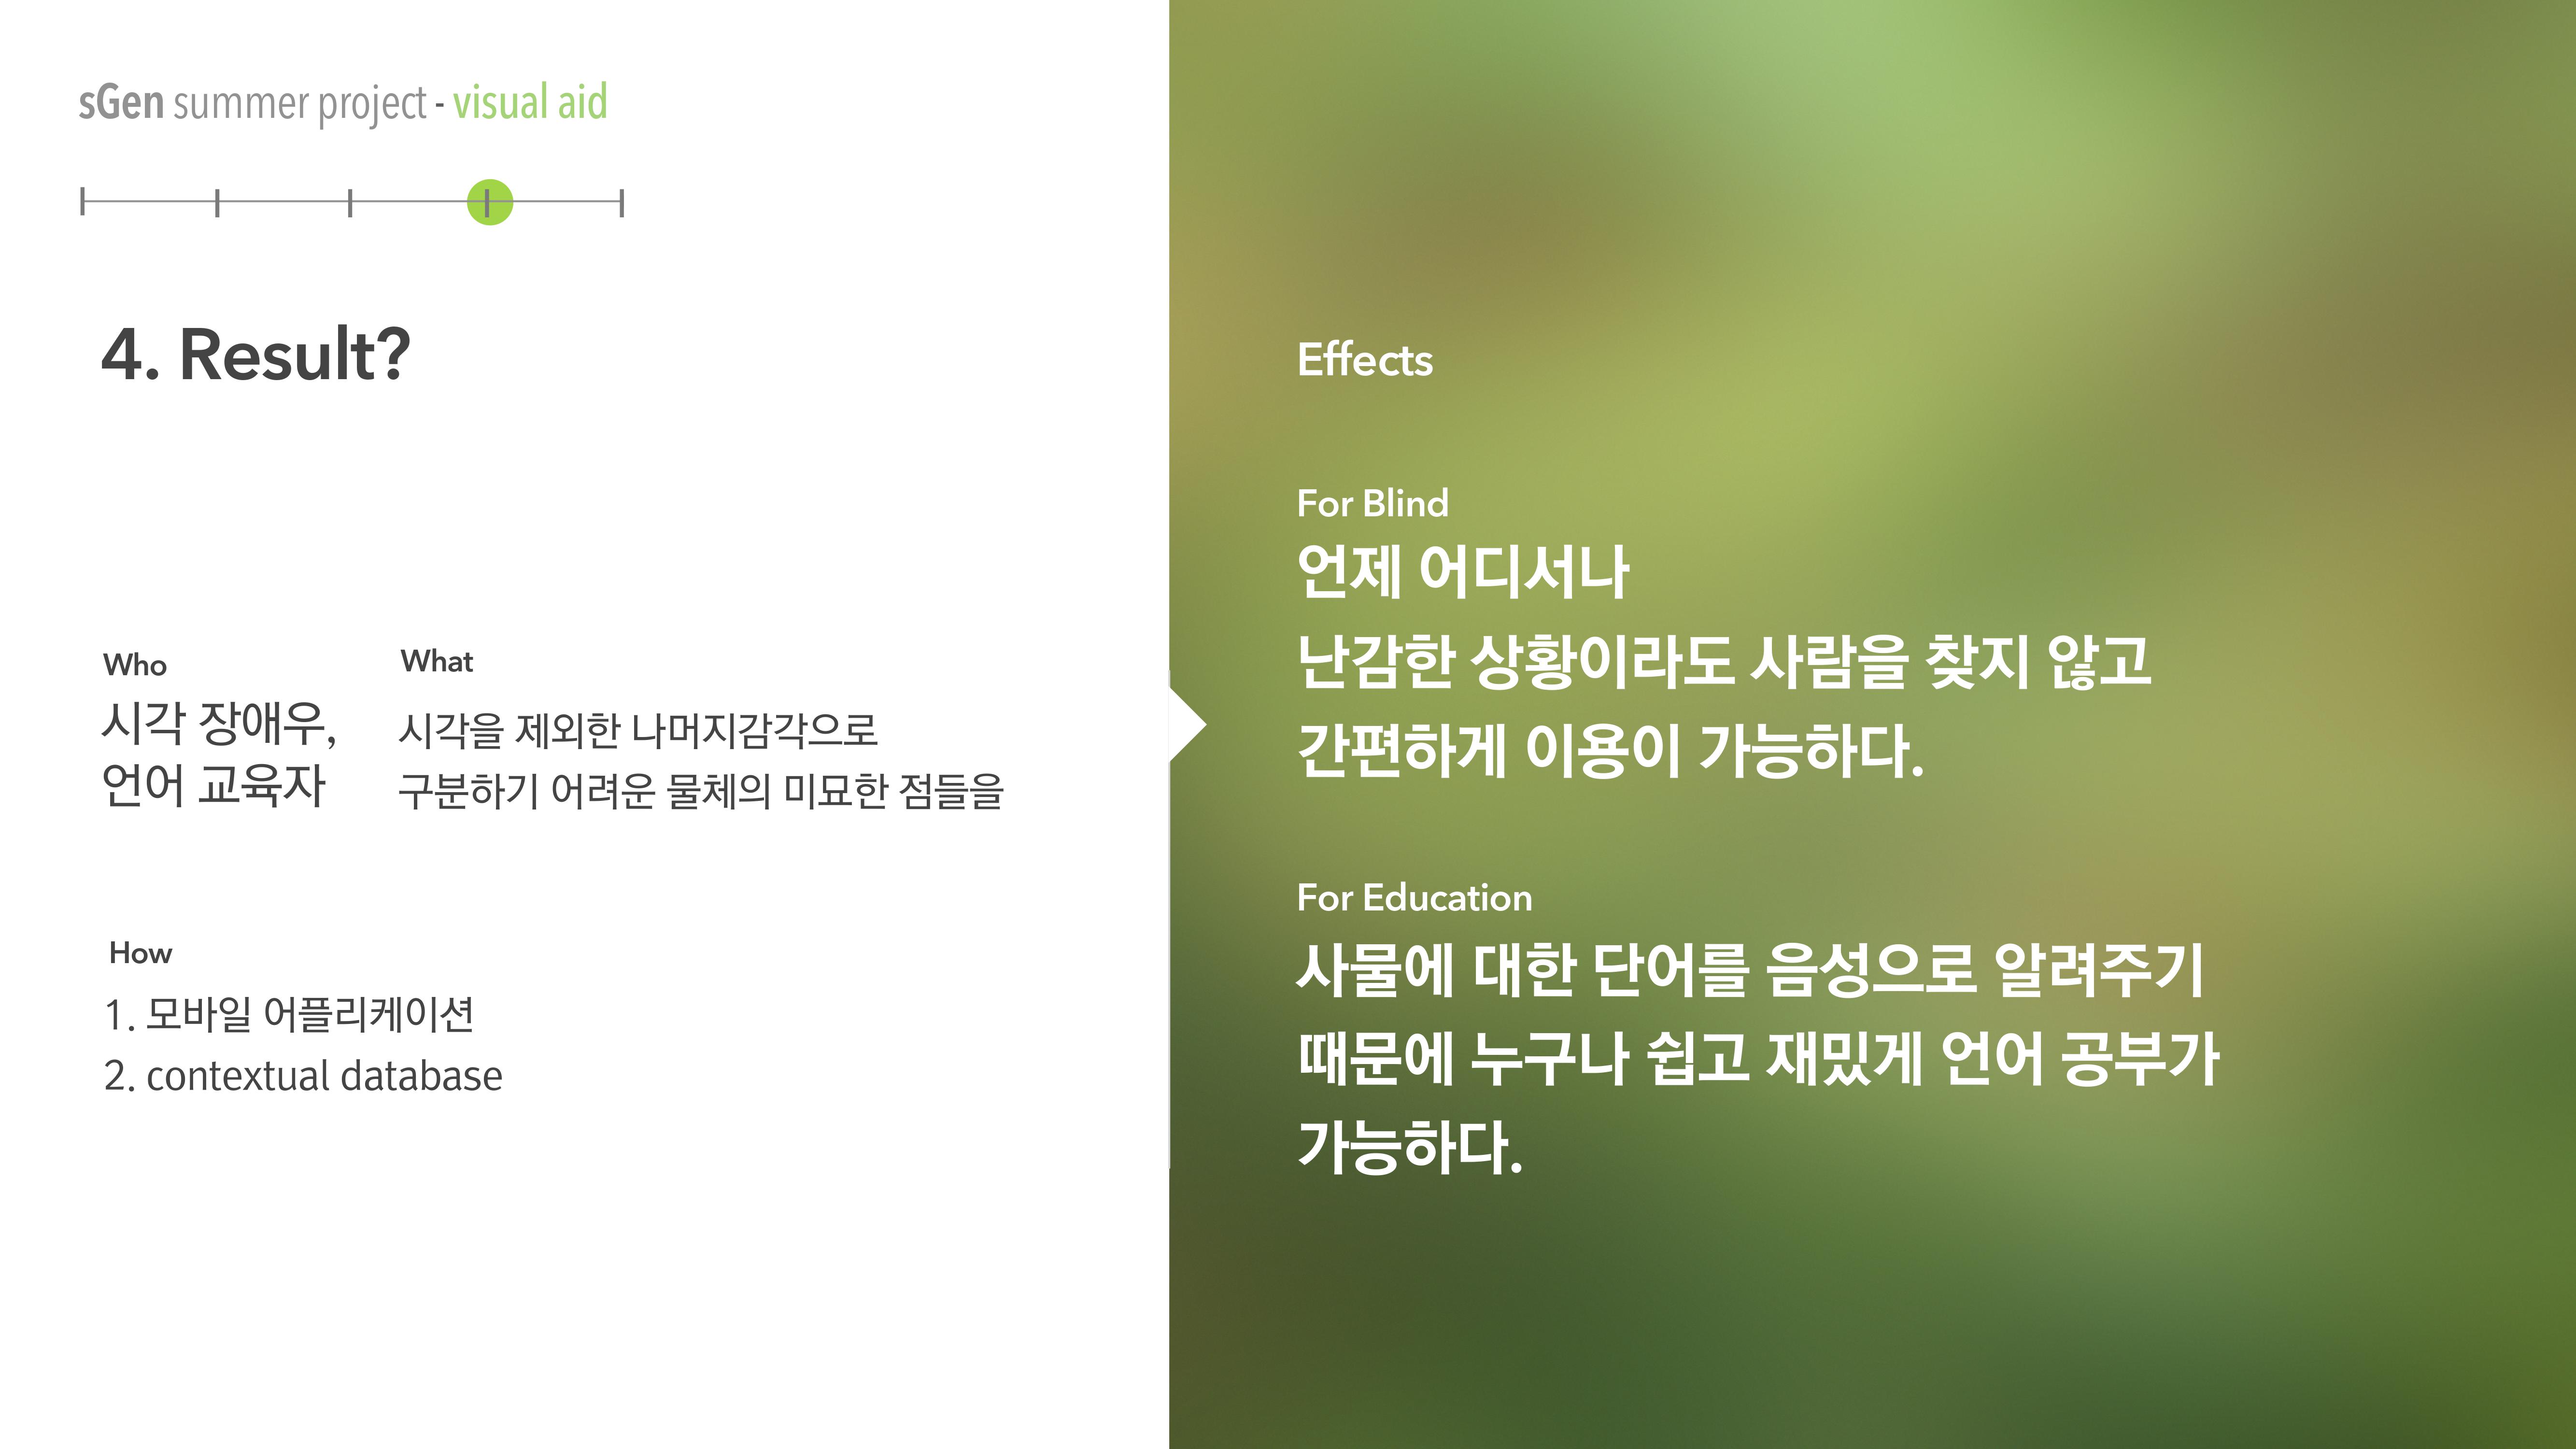 sGen summer project - visual aid
4. Result?
Who
시각 장애우,
언어 교육자
What
시각을 제외한 나머지감각으로
구분하기 어려운 물체의 미묘한 점들을
How
1. 모바일 어플리케이션
2. contextual database
Effects
For Blind
언제 어디서나
난감한 상황이라도 사람을 찾지 않고
간편하게 이용이 가능하다.
For Education
사물에 대한 단어를 음성으로 알려주기
때문에 누구나 쉽고 재밌게 언어 공부가
가능하다.